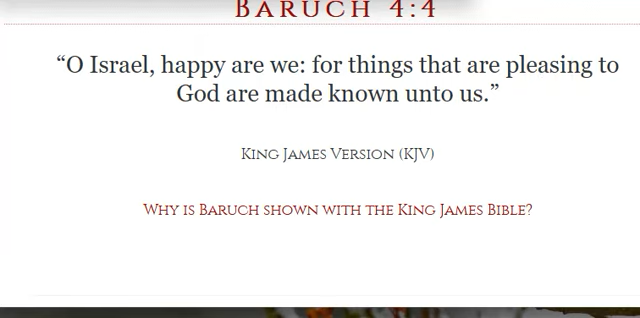 Baruch 4:4
“O Israel, happy are we: for things that are pleasing to
God are made known unto us.”
King James Version (KJV)
Why is Baruch shown with the King James Bible?